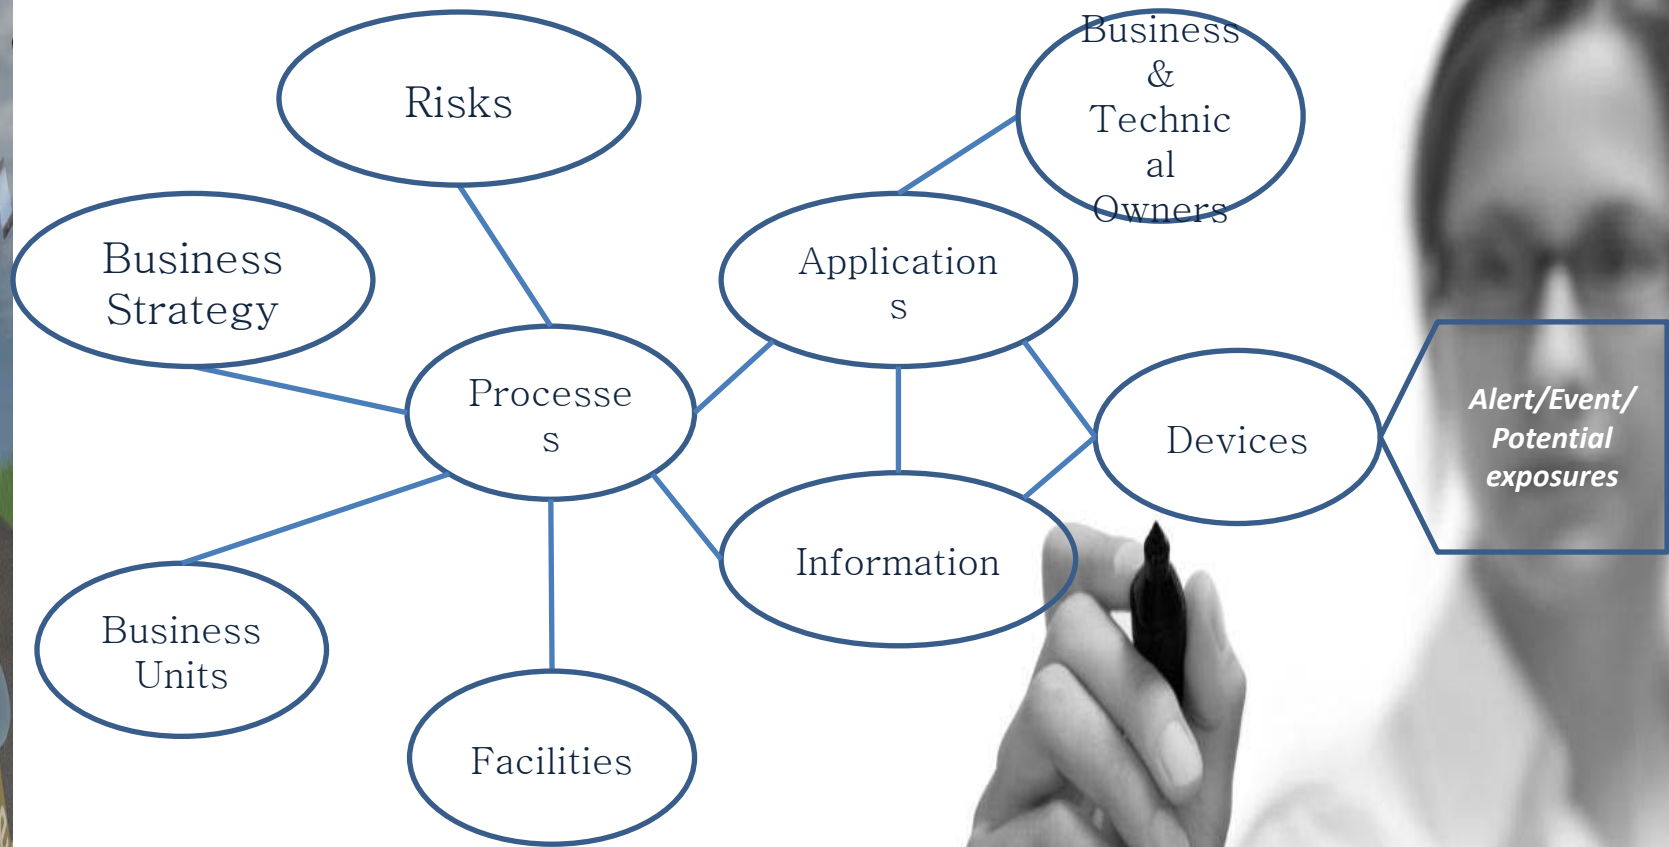 Risks
Business
&
Technic
al
Owners
Business
Strategy
Application
s
Processe
s
Devices
Alert/Event/
Potential
exposures
Information
Business
Units
Facilities